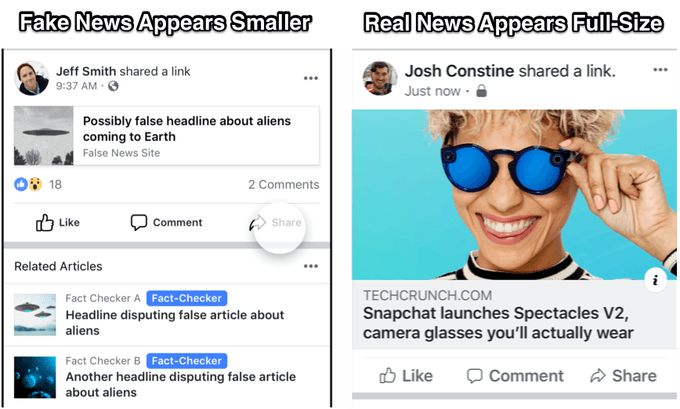 Fake News Appears Smaller
Real News Appears Full-Size
Jeff Smith shared a link
9:37 AM ·
Possibly false headline about aliens
coming to Earth
False News Site
18
2 Comments
Like
Comment
Share
Related Articles
Fact Checker A Fact-Checker
Headline disputing false article about
aliens
Fact Checker B Fact-Checker
Another headline disputing false article
about aliens
Josh Constine shared a link.
Just now ·
i
TECHCRUNCH.COM
Snapchat launches Spectacles V2,
camera glasses you'll actually wear
Like
Comment
Share